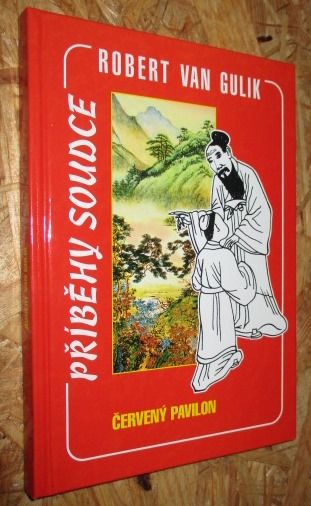 ROBERT VAN GULIK
PŘÍBĚHY SOUDCE
ČERVENÝ PAVILON